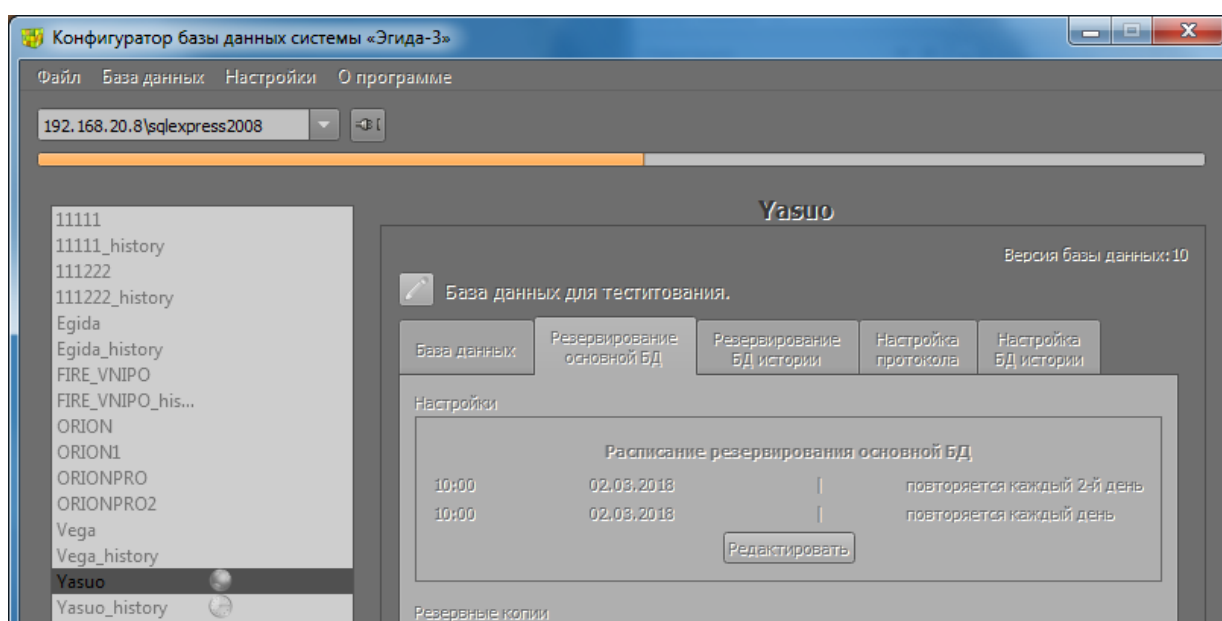 Конфигуратор базы данных системы «Эгида-3»
Файл База данных Настройки О программе
192.168.20.8\sqlexpress2008
11111
11111_history
111222
111222_history
Egida
Egida_history
FIRE_VNIPO
FIRE_VNIPO_his...
ORION
ORION1
ORIONPRO
ORIONPRO2
Vega
Vega_history
Yasuo
Yasuo_history
Yasuo
Версия базы данных:10
База данных для теститования.
База данных
Резервирование
основной БД
Резервирование
БД истории
Настройка
протокола
Настройка
БД истории
Настройки
Расписание резервирования основной БД
10:00 02.03.2018 | повторяется каждый 2-й день
10:00 02.03.2018 | повторяется каждый день
Редактировать
Резервные копии